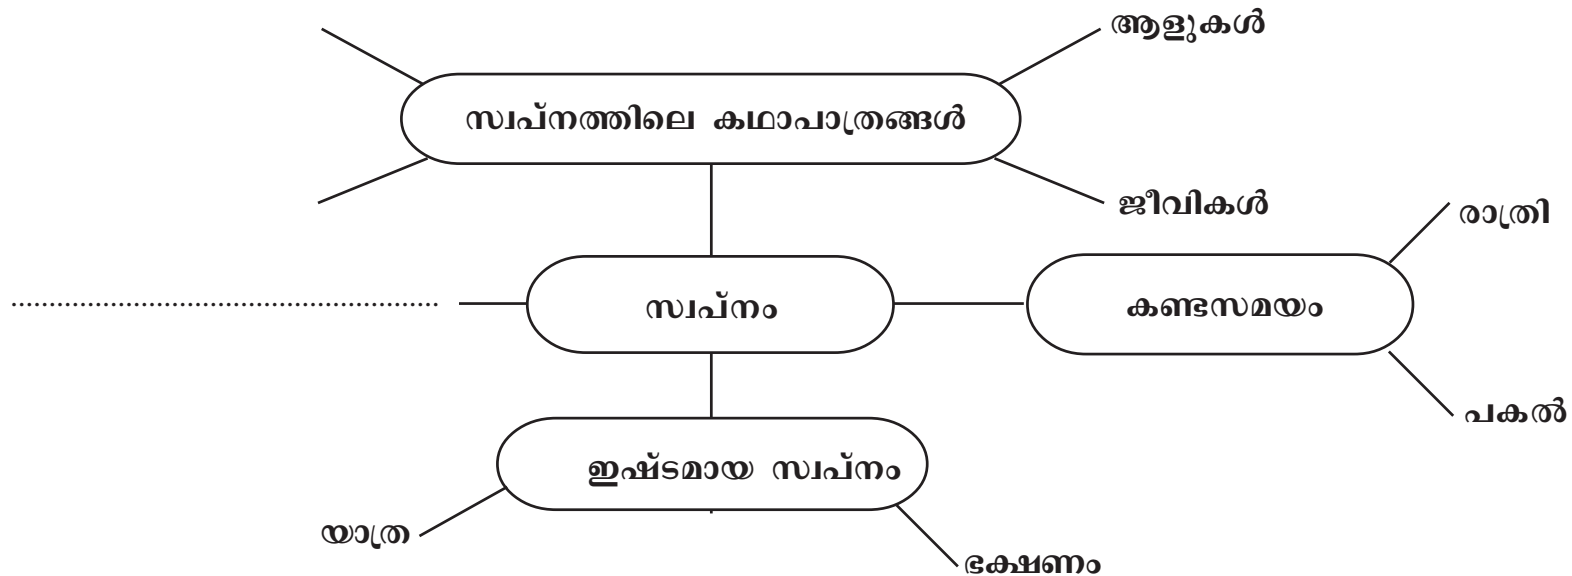 ആളുകൾ
സ്വപ്നത്തിലെ കഥാപാത്രങ്ങൾ
ജീവികൾ
രാത്രി
.................................................... സ്വപ്നം
കണ്ടസമയം
പകൽ
ഇഷ്ടമായ സ്വപ്നം
യാത്ര
ഭക്ഷണം